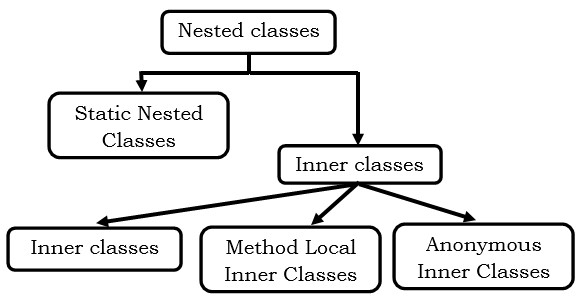 Nested classes
Static Nested
Classes
Inner classes
Inner classes
Method Local
Inner Classes
Anonymous
Inner Classes